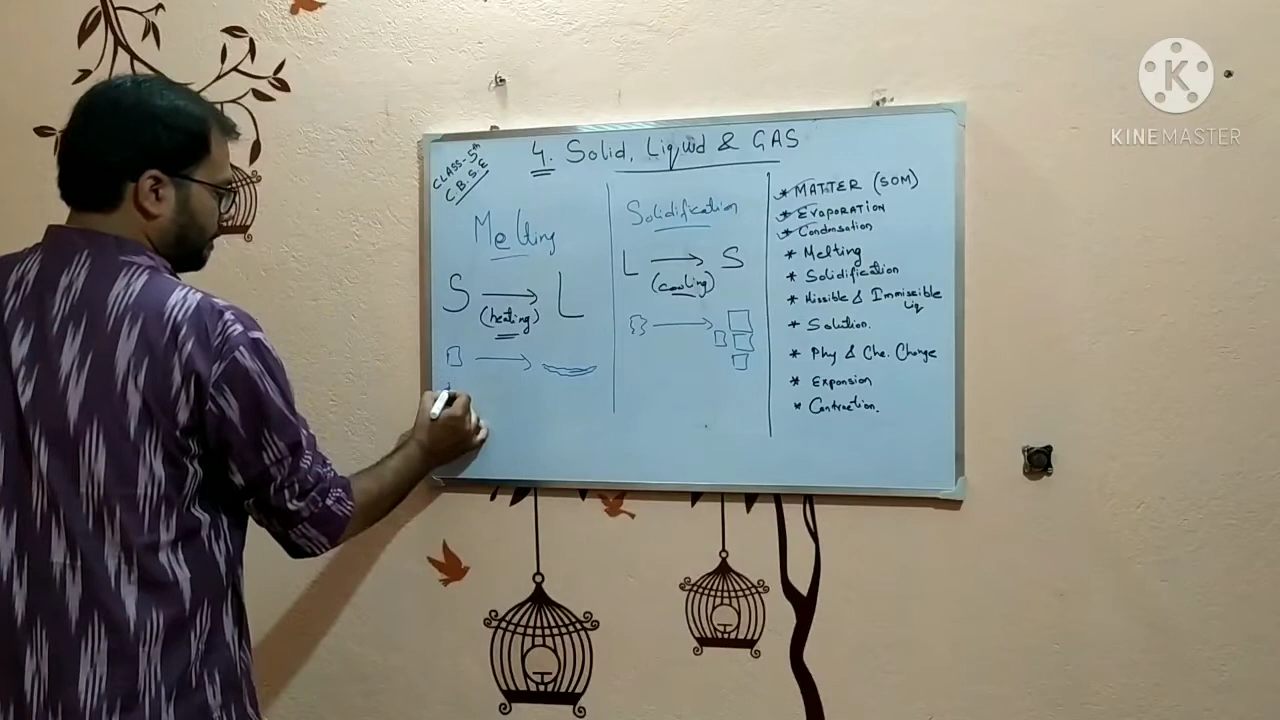 CLASS-5th
C.B.S.E
4. Solid, Liquid & GAS
Melting
S → L
(heating)
Solidification
L → S
(cooling)
* MATTER (SOM)
* EVAPORATION
* Condensation
* Melting
* Solidification
* Missible & Immissible
Liq
* Solution.
* Phy & Che. Change
* Expansion
* Contraction.
K
KINEMASTER